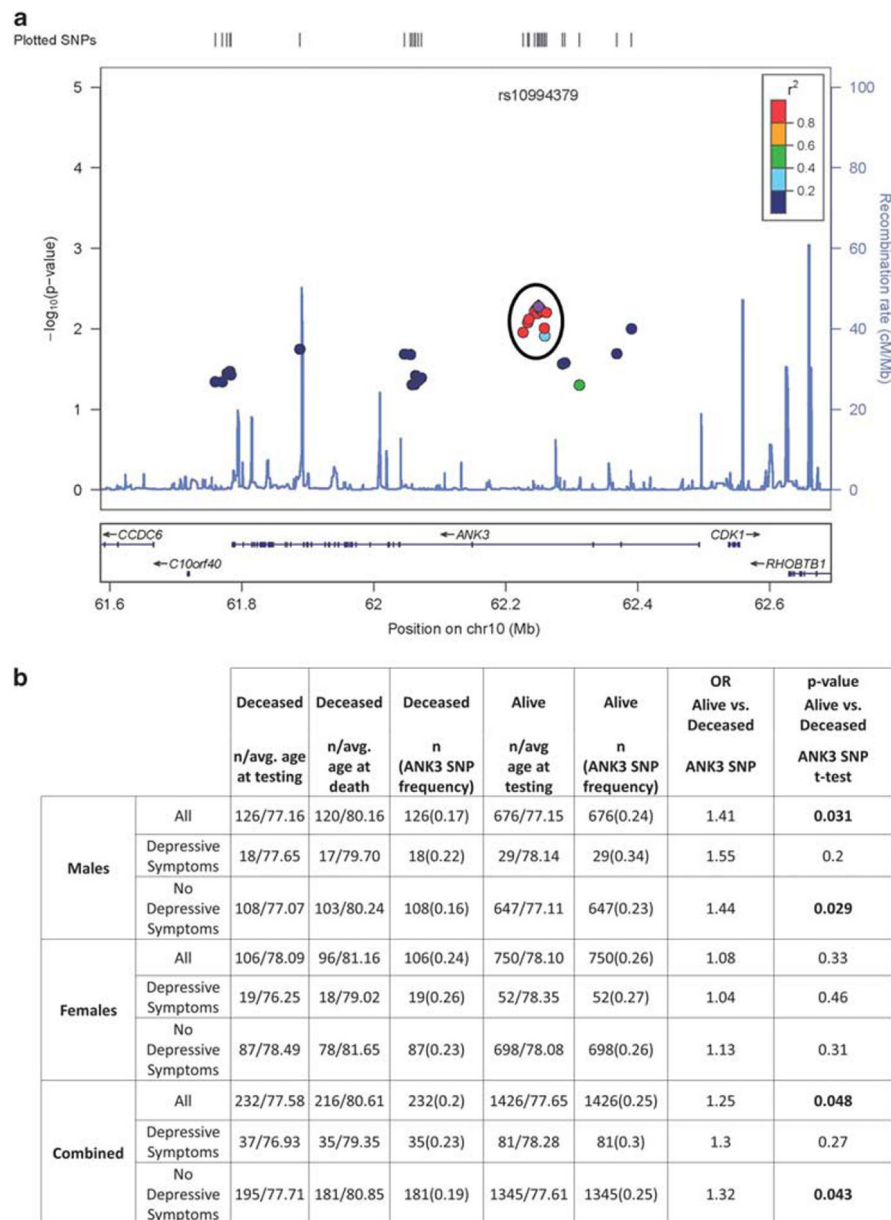 a
Plotted SNPs
rs10994379
r²
0.8
0.6
0.4
0.2
5
4
3
2
1
0
−log₁₀(p-value)
100
80
60
40
20
0
Recombination rate (cM/Mb)
←CCDC6
←ANK3
CDK1→
←C10orf40
←RHOBTB1
61.6 61.8 62 62.2 62.4 62.6
Position on chr10 (Mb)
b
Deceased n/avg. age at testing
Deceased n/avg. age at death
Deceased n (ANK3 SNP frequency)
Alive n/avg age at testing
Alive n (ANK3 SNP frequency)
OR Alive vs. Deceased ANK3 SNP
p-value Alive vs. Deceased ANK3 SNP t-test
Males
All 126/77.16 120/80.16 126(0.17) 676/77.15 676(0.24) 1.41 0.031
Depressive Symptoms 18/77.65 17/79.70 18(0.22) 29/78.14 29(0.34) 1.55 0.2
No Depressive Symptoms 108/77.07 103/80.24 108(0.16) 647/77.11 647(0.23) 1.44 0.029
Females
All 106/78.09 96/81.16 106(0.24) 750/78.10 750(0.26) 1.08 0.33
Depressive Symptoms 19/76.25 18/79.02 19(0.26) 52/78.35 52(0.27) 1.04 0.46
No Depressive Symptoms 87/78.49 78/81.65 87(0.23) 698/78.08 698(0.26) 1.13 0.31
Combined
All 232/77.58 216/80.61 232(0.2) 1426/77.65 1426(0.25) 1.25 0.048
Depressive Symptoms 37/76.93 35/79.35 35(0.23) 81/78.28 81(0.3) 1.3 0.27
No Depressive Symptoms 195/77.71 181/80.85 181(0.19) 1345/77.61 1345(0.25) 1.32 0.043